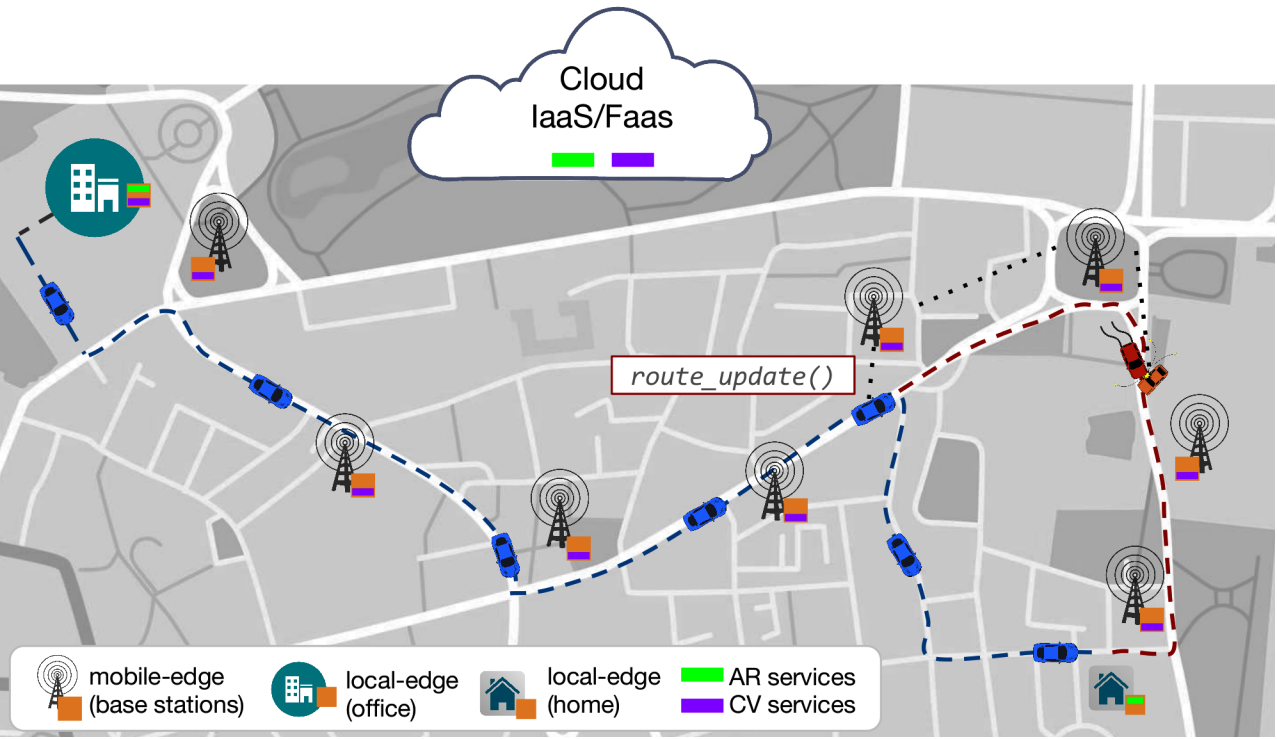 Cloud
IaaS/Faas
route_update()
mobile-edge
(base stations)
local-edge
(office)
local-edge
(home)
AR services
CV services